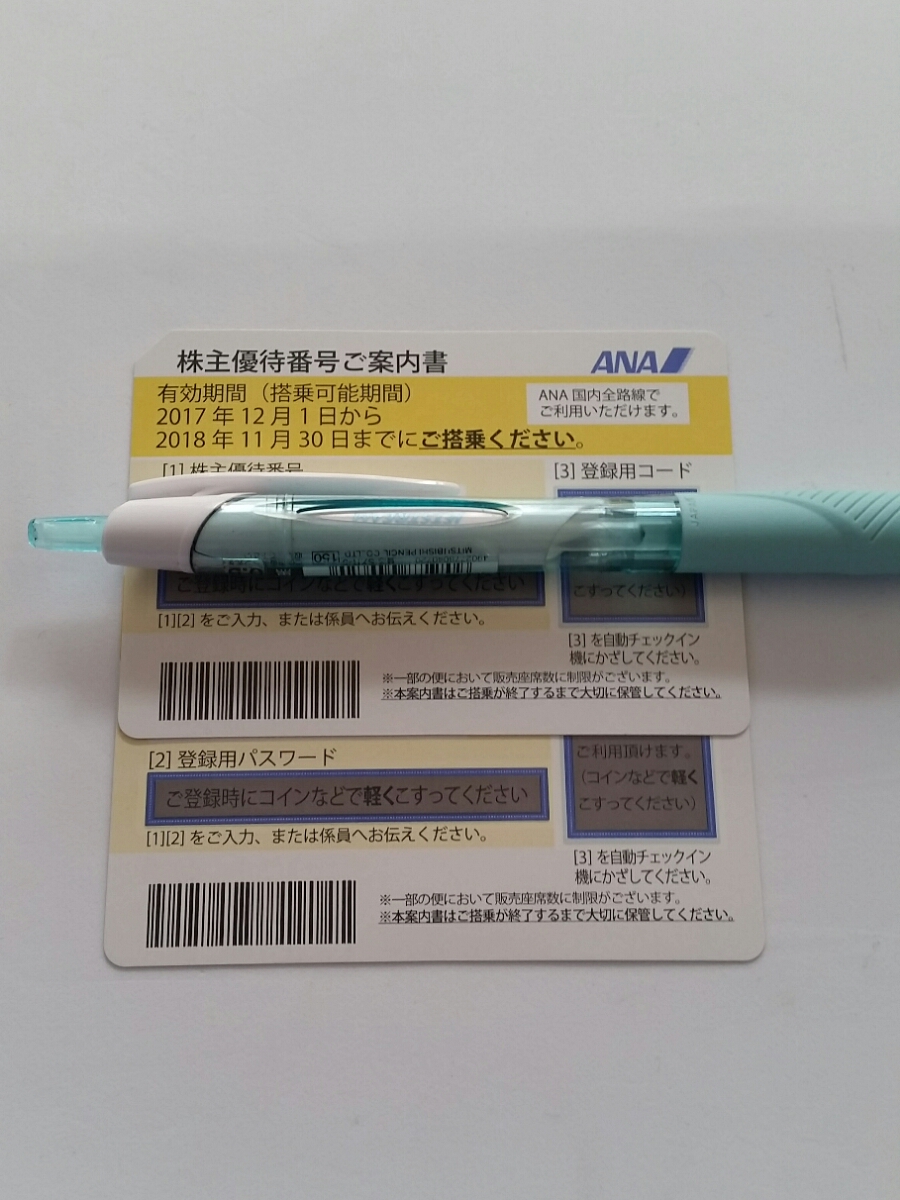 株主優待番号ご案内書
ANA
有効期間（搭乗可能期間）
2017年12月1日から
2018年11月30日までにご搭乗ください。
ANA国内全路線で
ご利用いただけます。
[1] 株主優待番号
[3] 登録用コード
MITSUBISHI PENCIL CO., LTD
150
JAPAN
ご登録時にコインなどで軽くこすってください
こすってください）
[1][2] をご入力、または係員へお伝えください。
[3] を自動チェックイン
機にかざしてください。
※一部の便において販売座席数に制限がございます。
※本案内書はご搭乗が終了するまで大切に保管してください。
[2] 登録用パスワード
ご登録時にコインなどで軽くこすってください
ご利用頂けます。
（コインなどで軽く
こすってください）
[1][2] をご入力、または係員へお伝えください。
[3] を自動チェックイン
機にかざしてください。
※一部の便において販売座席数に制限がございます。
※本案内書はご搭乗が終了するまで大切に保管してください。